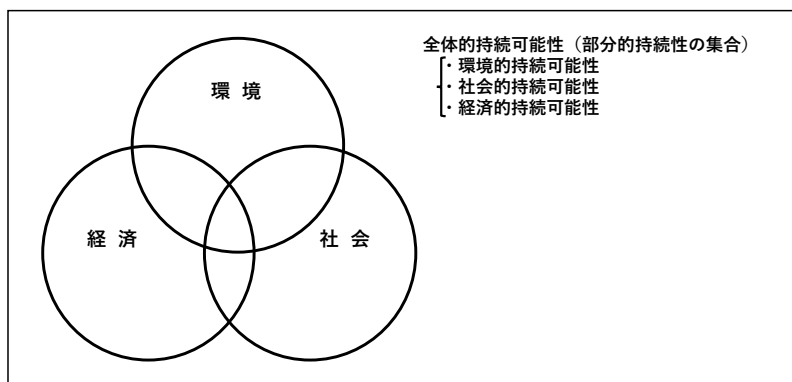 全体的持続可能性（部分的持続性の集合）
・環境的持続可能性
・社会的持続可能性
・経済的持続可能性
環 境
経 済
社 会